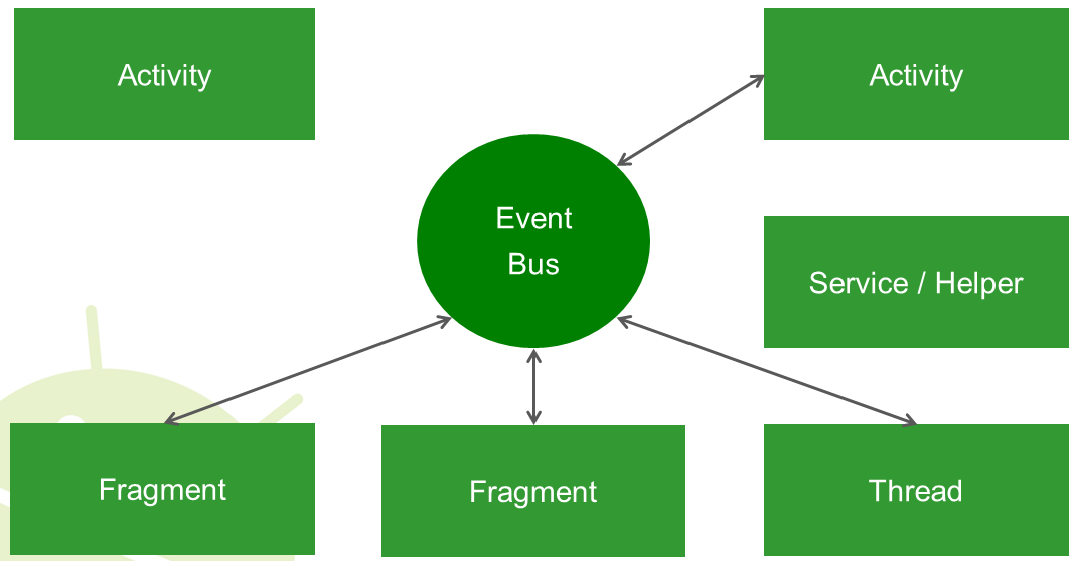 Activity
Activity
Event
Bus
Service / Helper
Fragment
Fragment
Thread